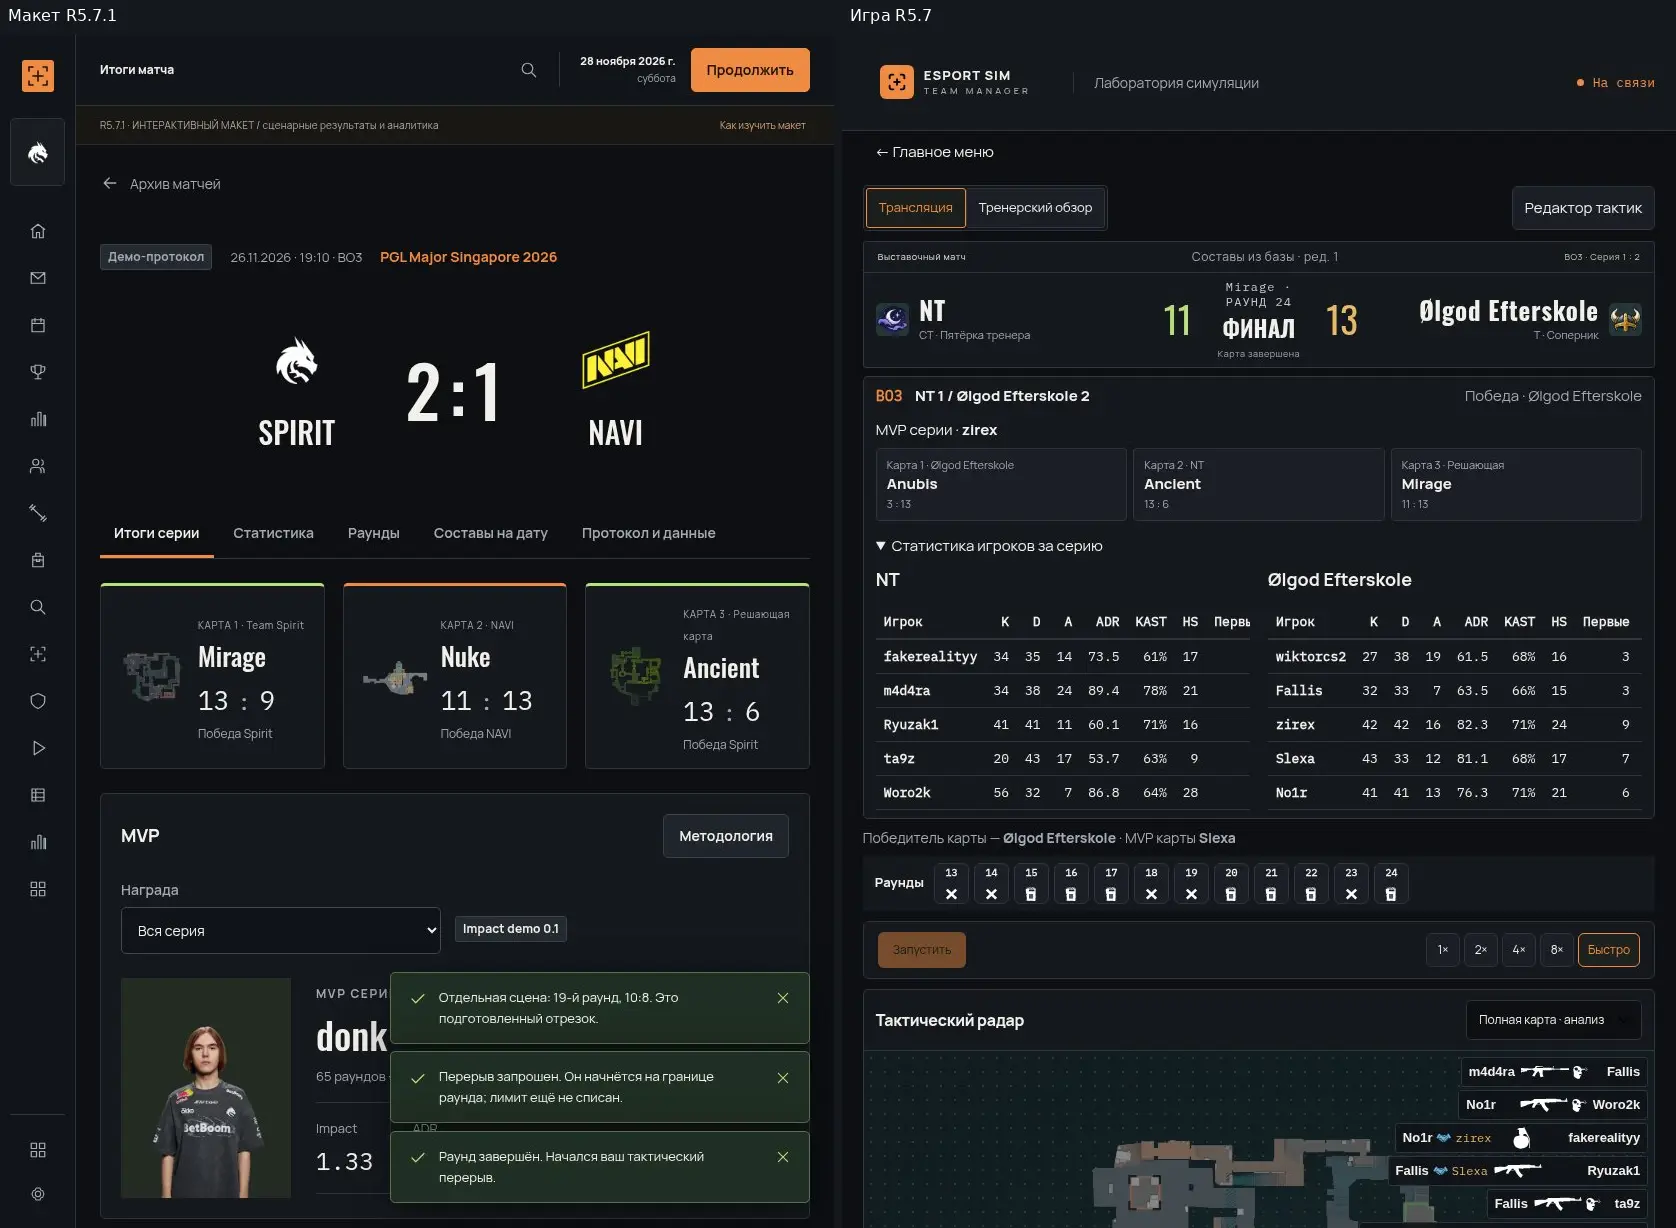 Макет R5.7.1
Итоги матча
28 ноября 2026 г.
суббота
Продолжить
R5.7.1 · ИНТЕРАКТИВНЫЙ МАКЕТ / сценарные результаты и аналитика
Как изучить макет
← Архив матчей
Демо-протокол
26.11.2026 · 19:10 · BO3
PGL Major Singapore 2026
SPIRIT
2 : 1
NAVI
NAVI
Итоги серии
Статистика
Раунды
Составы на дату
Протокол и данные
КАРТА 1 · Team Spirit
Mirage
13 : 9
Победа Spirit
КАРТА 2 · NAVI
Nuke
11 : 13
Победа NAVI
КАРТА 3 · Решающая
карта
Ancient
13 : 6
Победа Spirit
MVP
Методология
Награда
Вся серия
Impact demo 0.1
MVP СЕРИ
donk
65 раундов ·
Impact
ADR
1.33
BetBoom
Отдельная сцена: 19-й раунд, 10:8. Это
подготовленный отрезок.
Перерыв запрошен. Он начнётся на границе
раунда; лимит ещё не списан.
Раунд завершён. Начался ваш тактический
перерыв.
Игра R5.7
ESPORT SIM
TEAM MANAGER
Лаборатория симуляции
На связи
← Главное меню
Трансляция
Тренерский обзор
Редактор тактик
Выставочный матч
Составы из базы · ред. 1
BO3 · Серия 1 : 2
NT
CT · Пятёрка тренера
11
Mirage ·
РАУНД 24
ФИНАЛ
Карта завершена
13
Ølgod Efterskole
T · Соперник
BO3 NT 1 / Ølgod Efterskole 2
Победа · Ølgod Efterskole
MVP серии · zirex
Карта 1 · Ølgod Efterskole
Anubis
3 : 13
Карта 2 · NT
Ancient
13 : 6
Карта 3 · Решающая
Mirage
11 : 13
▼ Статистика игроков за серию
NT
Игрок K D A ADR KAST HS Первы
fakerealityy 34 35 14 73.5 61% 17
m4d4ra 34 38 24 89.4 78% 21
Ryuzak1 41 41 11 60.1 71% 16
ta9z 20 43 17 53.7 63% 9
Woro2k 56 32 7 86.8 64% 28
Ølgod Efterskole
Игрок K D A ADR KAST HS Первые
wiktorcs2 27 38 19 61.5 68% 16 3
Fallis 32 33 7 63.5 66% 15 3
zirex 42 42 16 82.3 71% 24 9
Slexa 43 33 12 81.1 68% 17 7
No1r 41 41 13 76.3 71% 21 6
Победитель карты — Ølgod Efterskole · MVP карты Slexa
Раунды 13 14 15 16 17 18 19 20 21 22 23 24
Запустить
1×
2×
4×
8×
Быстро
Тактический радар
Полная карта · анализ
m4d4ra Fallis
No1r Woro2k
No1r zirex fakerealityy
Fallis Slexa Ryuzak1
Fallis ta9z